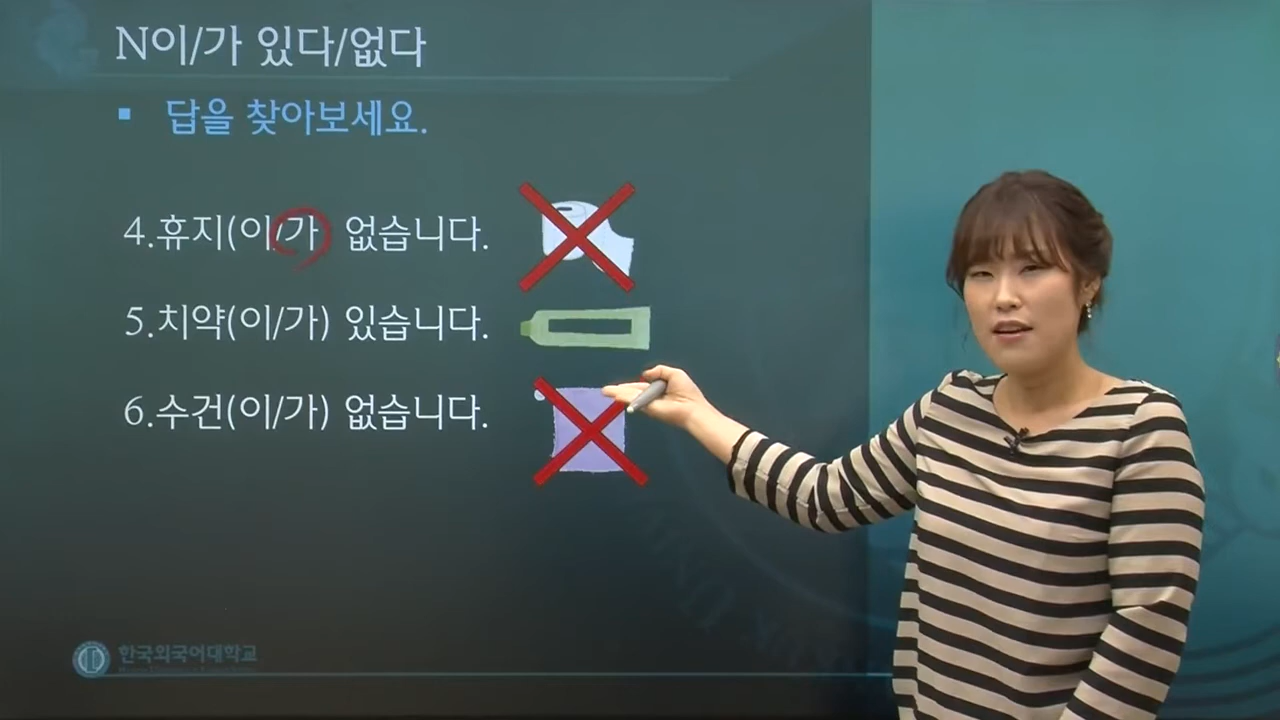 N이/가 있다/없다
▪ 답을 찾아보세요.
4.휴지(이/가 없습니다.
5.치약(이/가) 있습니다.
6.수건(이/가) 없습니다.
한국외국어대학교